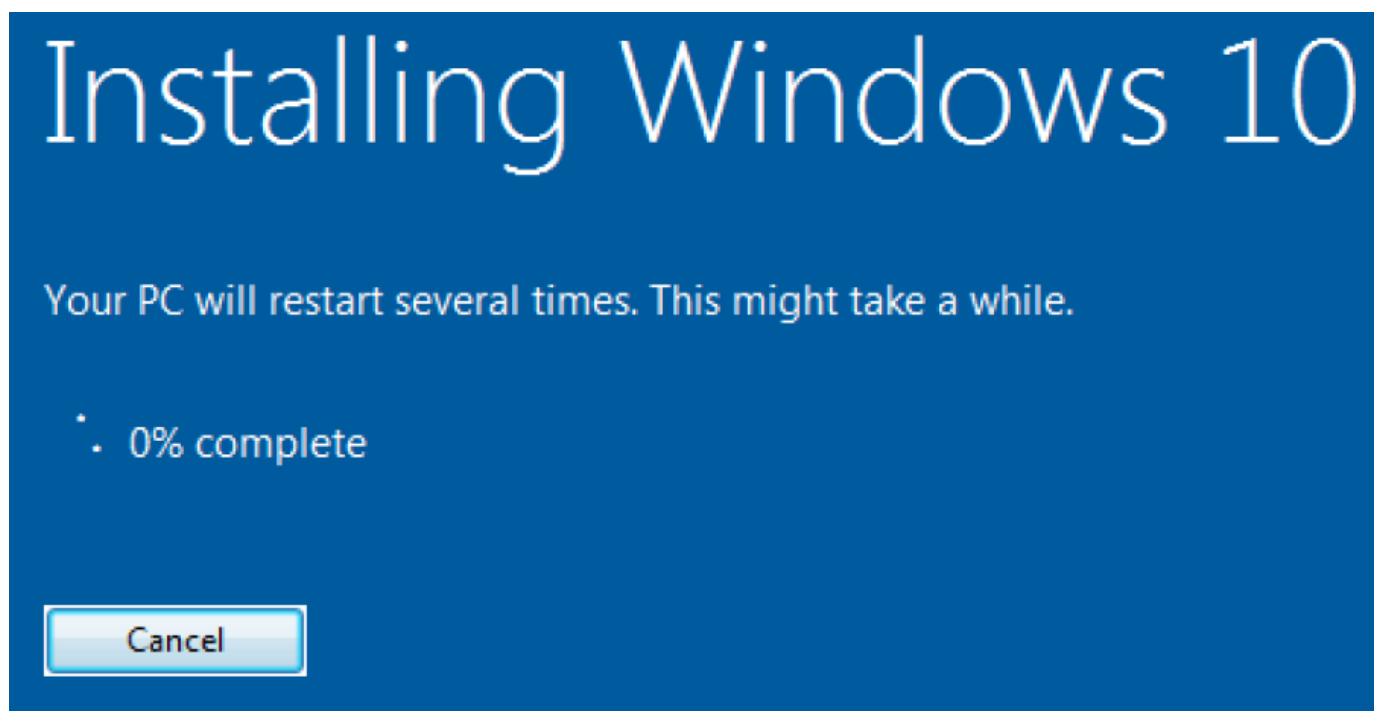 Installing Windows 10
Your PC will restart several times. This might take a while.
0% complete
Cancel